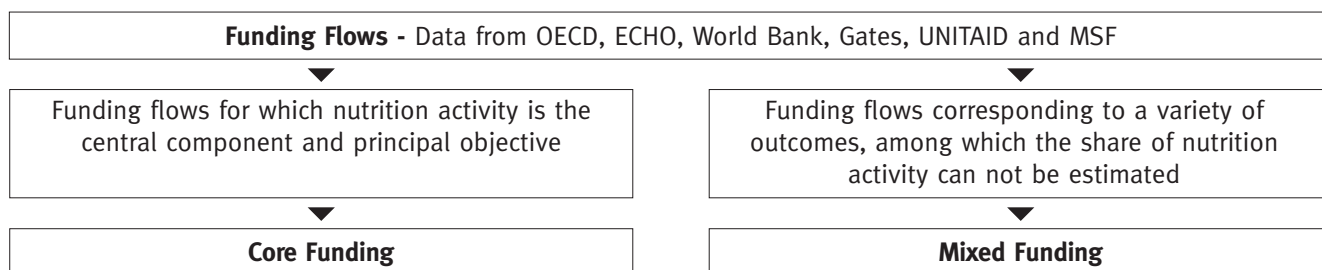 Funding Flows - Data from OECD, ECHO, World Bank, Gates, UNITAID and MSF
Funding flows for which nutrition activity is the
central component and principal objective
Funding flows corresponding to a variety of
outcomes, among which the share of nutrition
activity can not be estimated
Core Funding
Mixed Funding